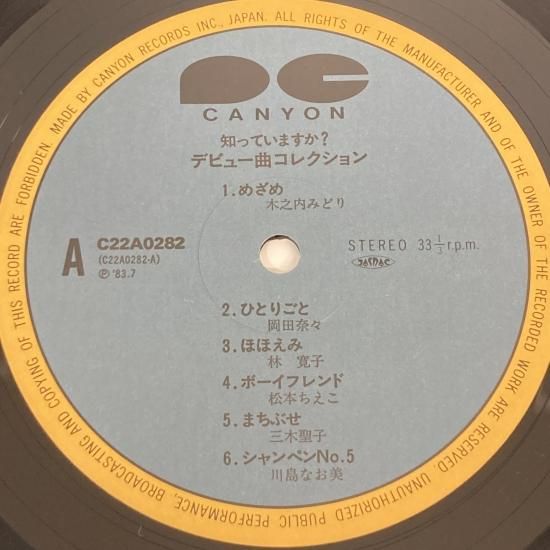 MADE BY CANYON RECORDS INC., JAPAN. ALL RIGHTS OF THE MANUFACTURER AND OF THE OWNER OF THE RECORDED WORK ARE RESERVED. UNAUTHORIZED PUBLIC PERFORMANCE, BROADCASTING AND COPYING OF THIS RECORD ARE FORBIDDEN.
PC
CANYON
知っていますか?
デビュー曲コレクション
1.めざめ
木之内みどり
A
C22A0282
(C22A0282-A)
Ⓟ '83.7
STEREO 33 1/3 r.p.m.
JASRAC
2.ひとりごと
岡田奈々
3.ほほえみ
林 寛子
4.ボーイフレンド
松本ちえこ
5.まちぶせ
三木聖子
6.シャンペンNo.5
川島なお美